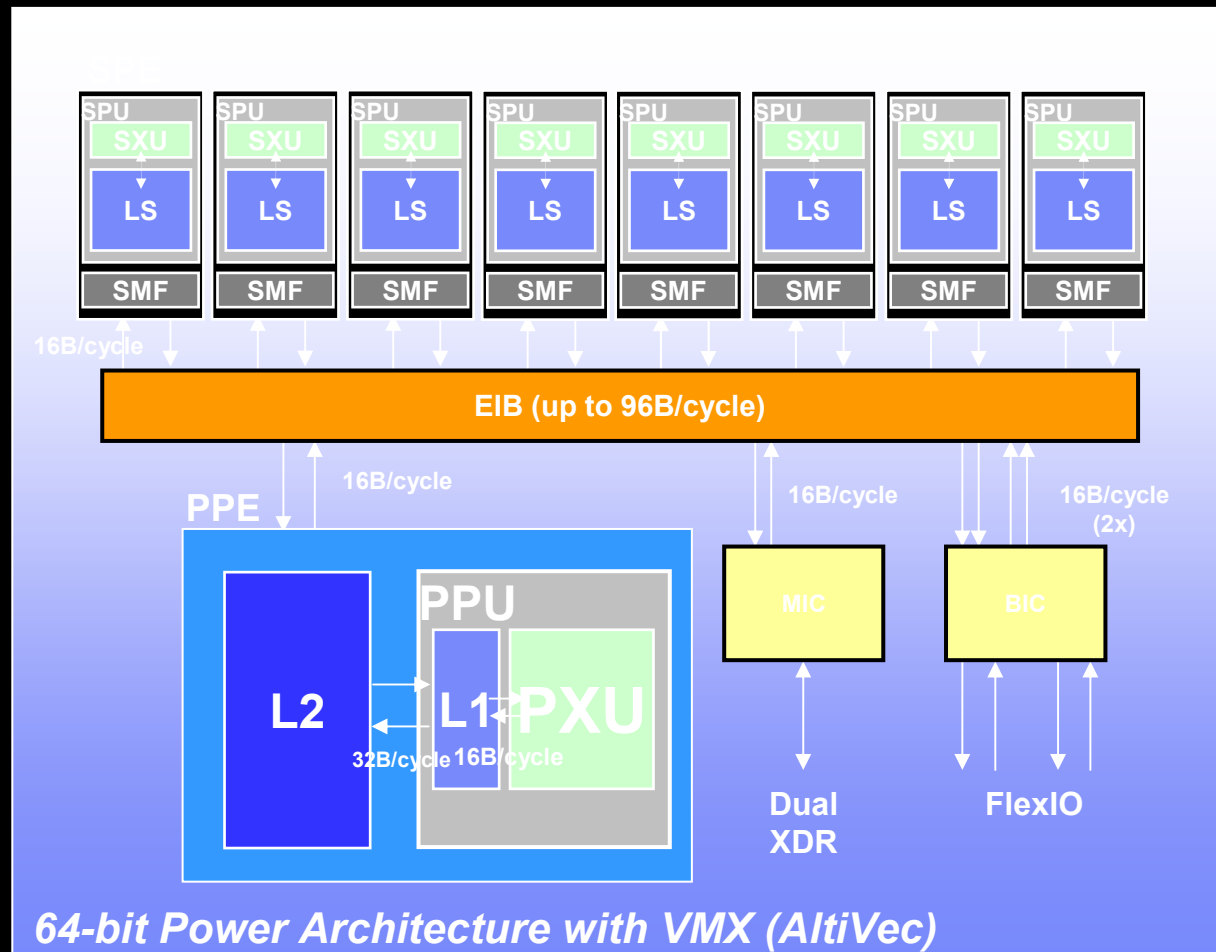 SPE
SPU SPU SPU SPU SPU SPU SPU SPU
SXU SXU SXU SXU SXU SXU SXU SXU
LS LS LS LS LS LS LS LS
SMF SMF SMF SMF SMF SMF SMF SMF
16B/cycle
EIB (up to 96B/cycle)
16B/cycle
16B/cycle
16B/cycle
(2x)
PPE
PPU
MIC
BIC
L2
L1
PXU
32B/cycle
16B/cycle
Dual
XDR
FlexIO
64-bit Power Architecture with VMX (AltiVec)